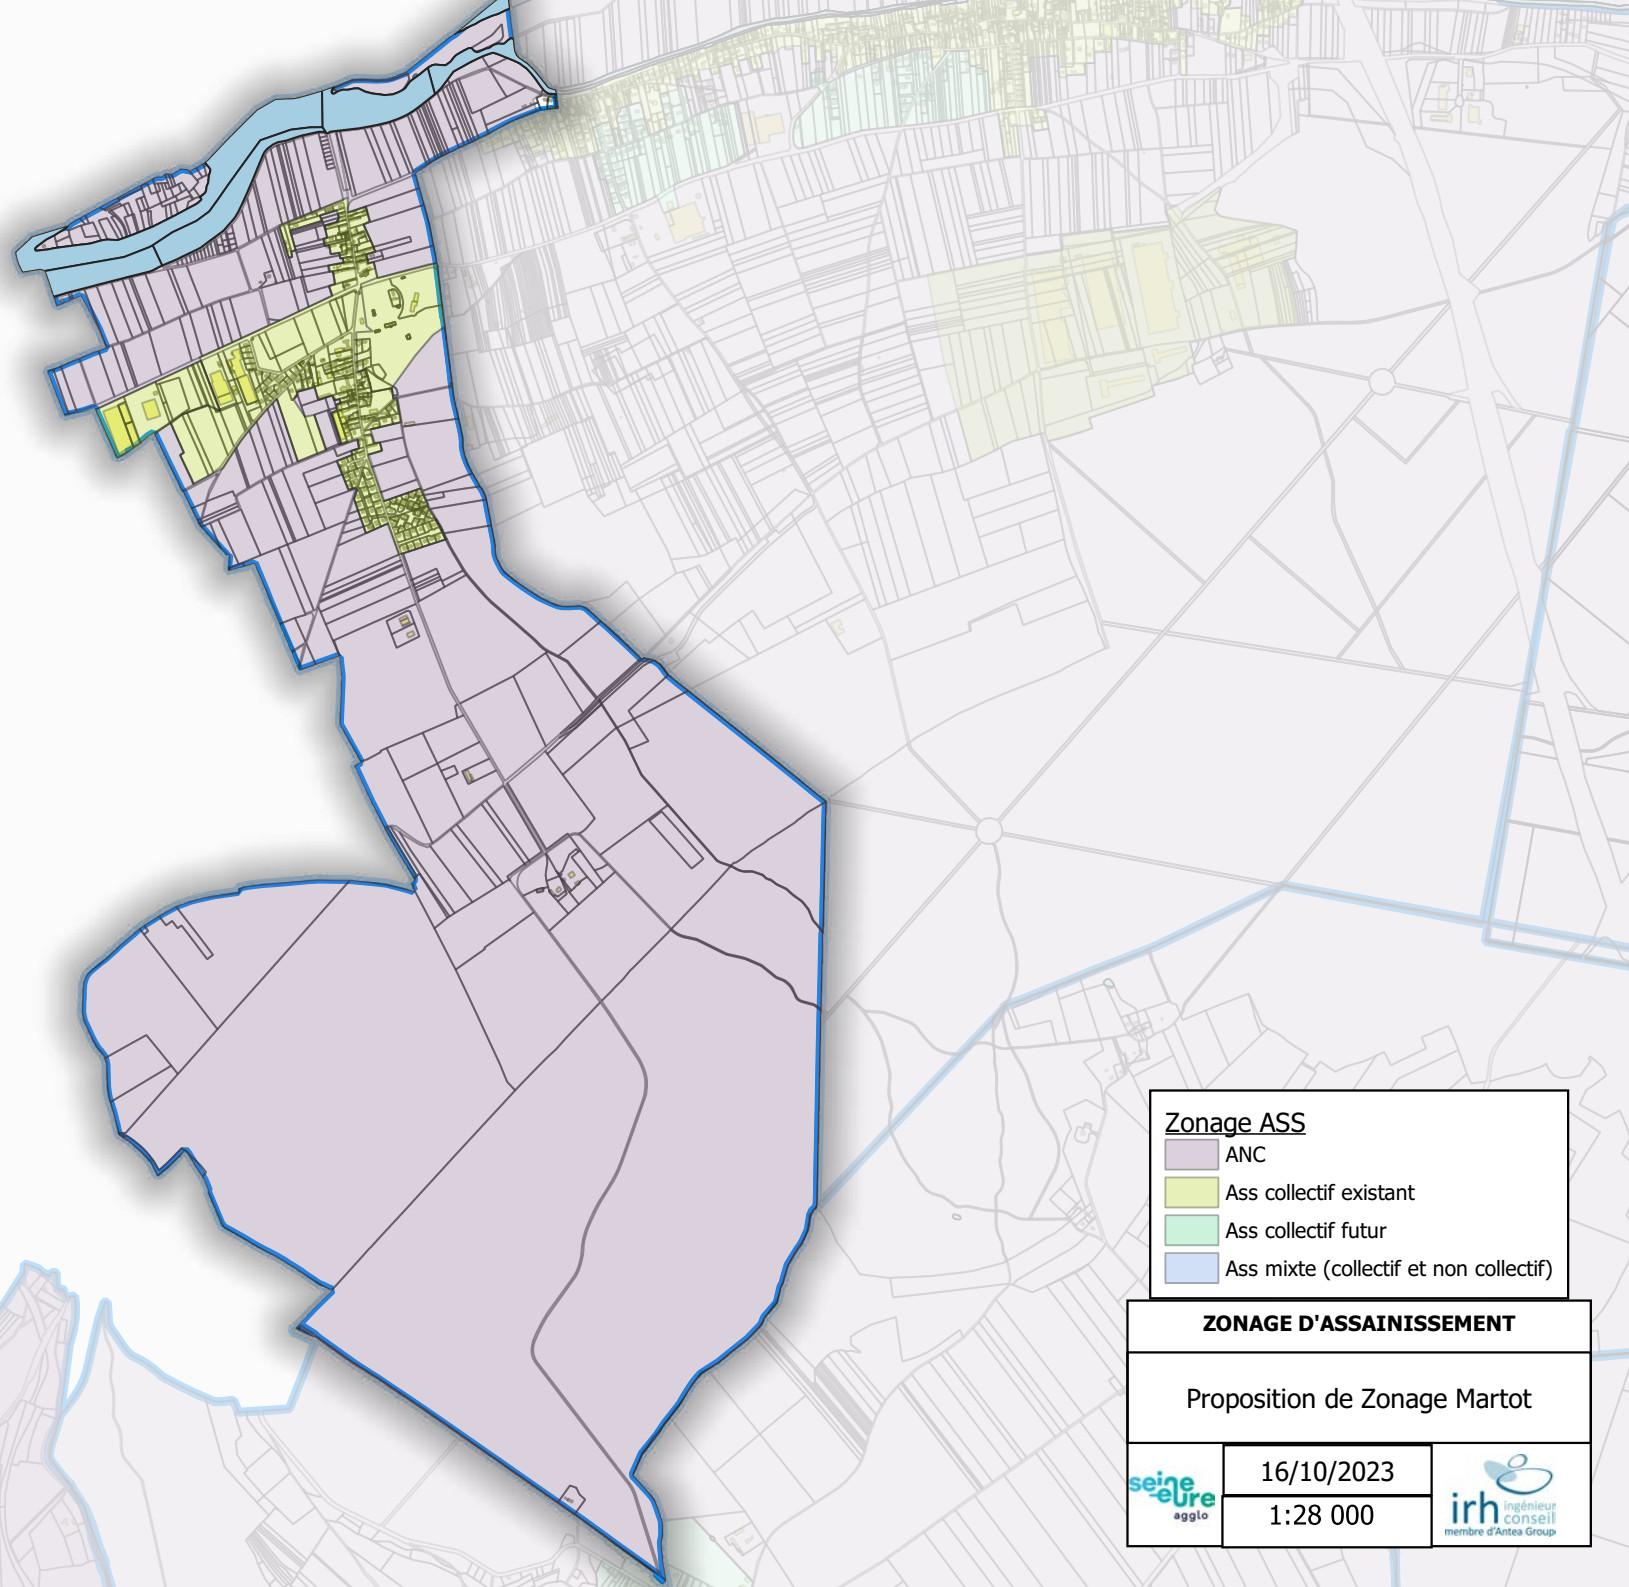 Zonage ASS
ANC
Ass collectif existant
Ass collectif futur
Ass mixte (collectif et non collectif)
ZONAGE D'ASSAINISSEMENT
Proposition de Zonage Martot
seine
eure
agglo
16/10/2023
1:28 000
irh ingénieur
conseil
membre d'Antea Group